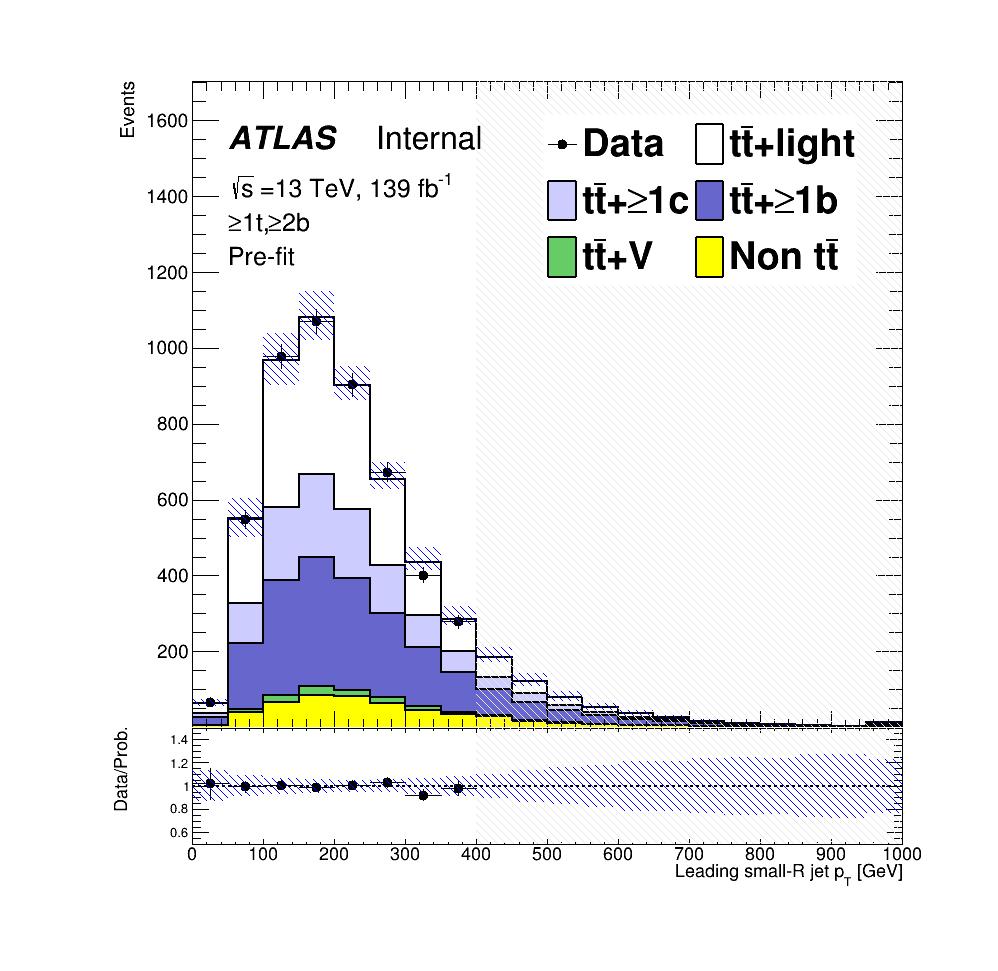 Events
1600
1400
1200
1000
800
600
400
200
ATLAS Internal
√s =13 TeV, 139 fb⁻¹
≥1t,≥2b
Pre-fit
Data tt̄+light
tt̄+≥1c tt̄+≥1b
tt̄+V Non tt̄
Data/Prob.
1.4
1.2
1
0.8
0.6
0 100 200 300 400 500 600 700 800 900 1000
Leading small-R jet p_T [GeV]